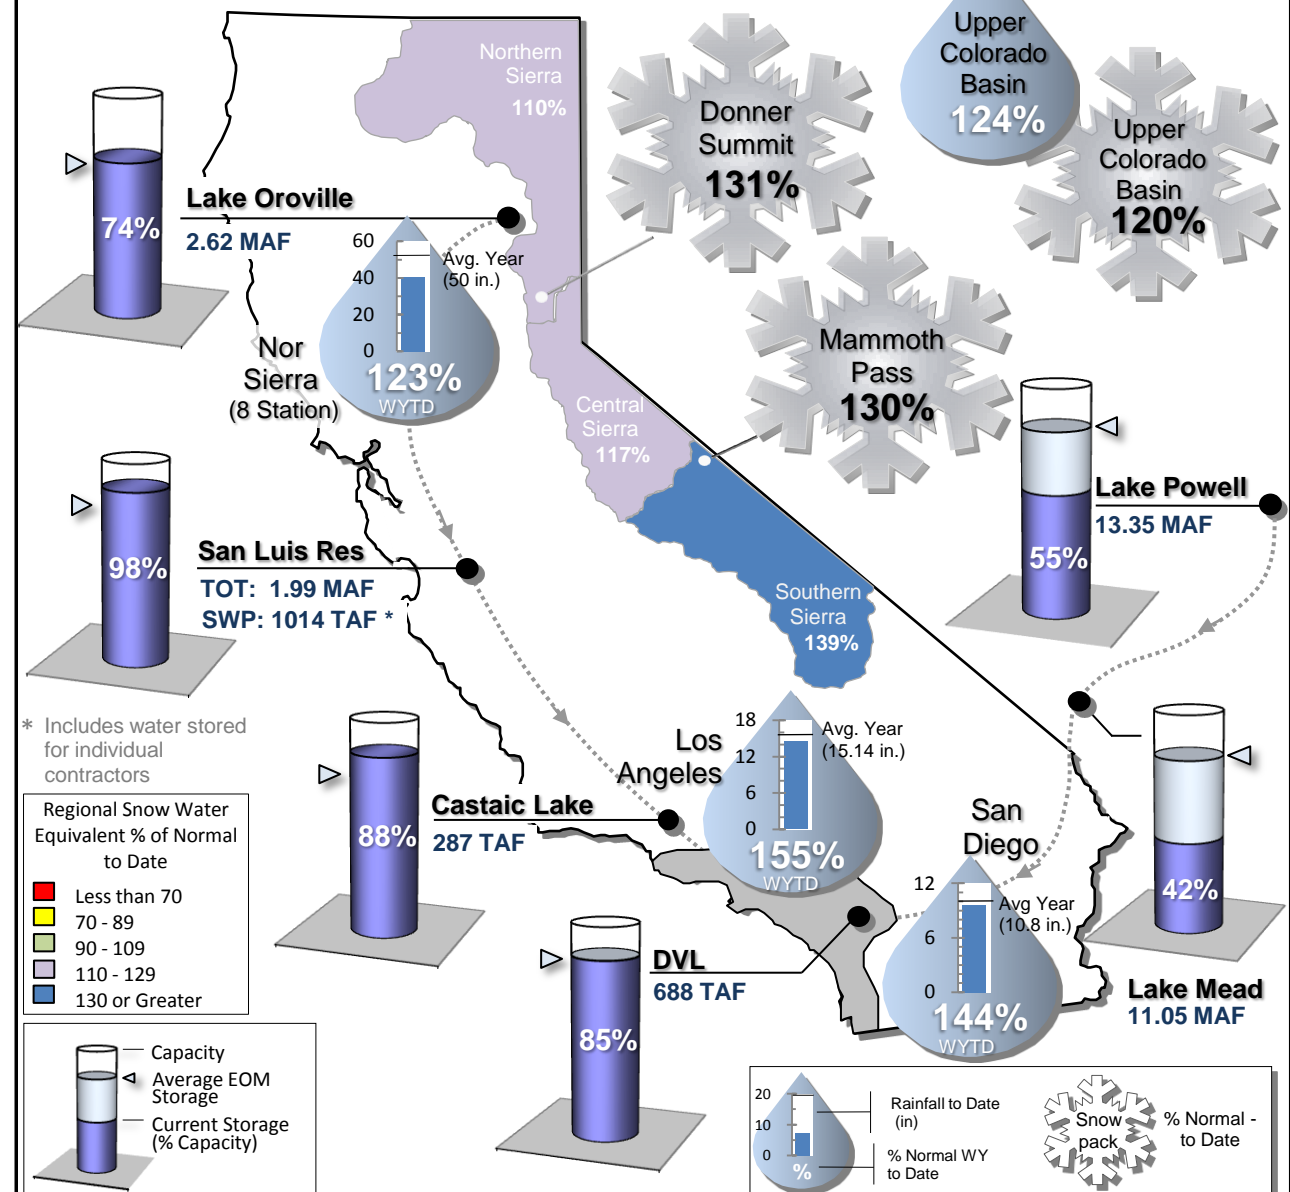 Northern
Sierra
110%
Donner
Summit
131%
Upper
Colorado
Basin
124%
Upper
Colorado
Basin
120%
74%
Lake Oroville
2.62 MAF
60
40
20
0
Avg. Year
(50 in.)
Nor
Sierra
(8 Station)
123%
WYTD
Mammoth
Pass
130%
Central
Sierra
117%
Lake Powell
13.35 MAF
55%
98%
San Luis Res
TOT: 1.99 MAF
SWP: 1014 TAF *
Southern
Sierra
139%
* Includes water stored
for individual
contractors
Los
Angeles
18
12
6
0
Avg. Year
(15.14 in.)
155%
WYTD
88%
Castaic Lake
287 TAF
San
Diego
12
6
0
Avg Year
(10.8 in.)
144%
WYTD
42%
Lake Mead
11.05 MAF
DVL
688 TAF
85%
Regional Snow Water
Equivalent % of Normal
to Date
Less than 70
70 - 89
90 - 109
110 - 129
130 or Greater
Capacity
Average EOM
Storage
Current Storage
(% Capacity)
20
10
0
%
Rainfall to Date
(in)
% Normal WY
to Date
Snow
pack
% Normal -
to Date